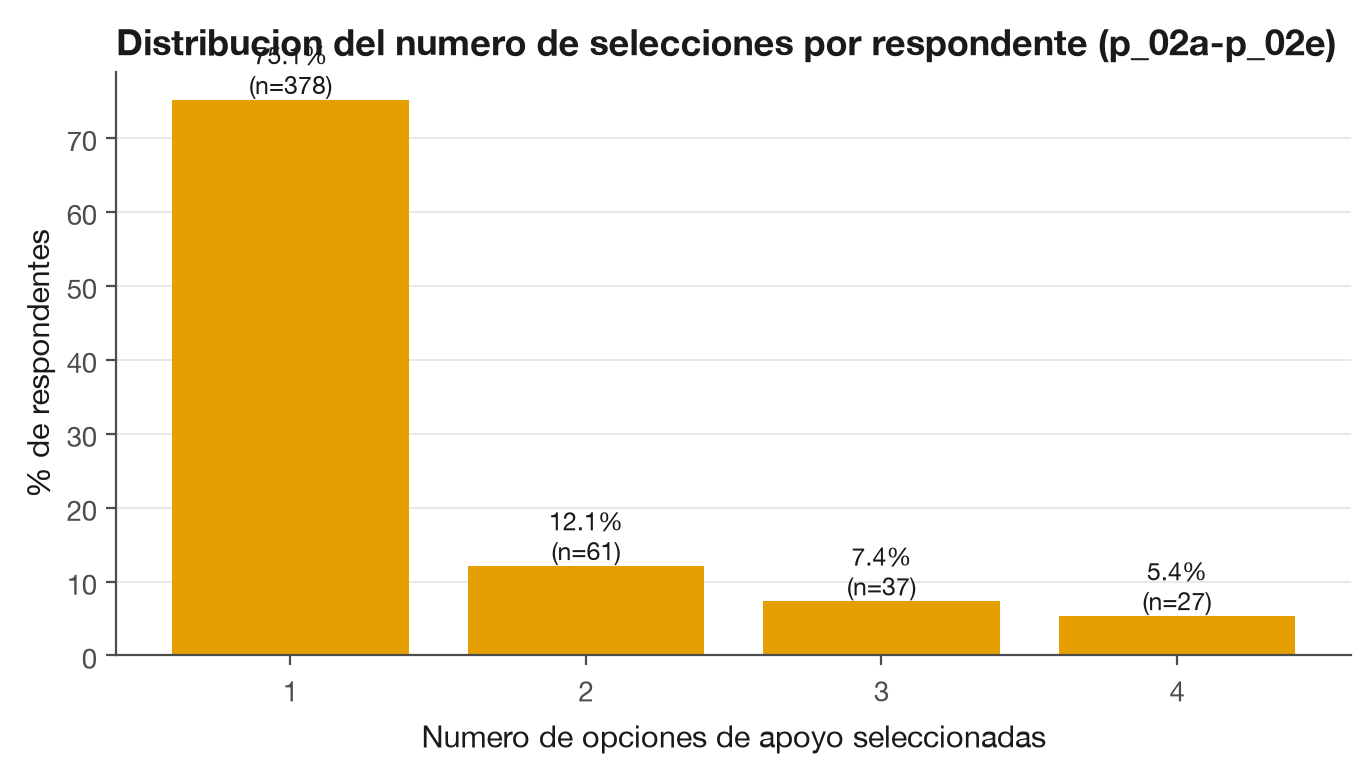 Distribucion del numero de selecciones por respondente (p_02a-p_02e)
75.1%
(n=378)
70
60
50
40
30
20
10
0
% de respondentes
12.1%
(n=61)
7.4%
(n=37)
5.4%
(n=27)
1
2
3
4
Numero de opciones de apoyo seleccionadas